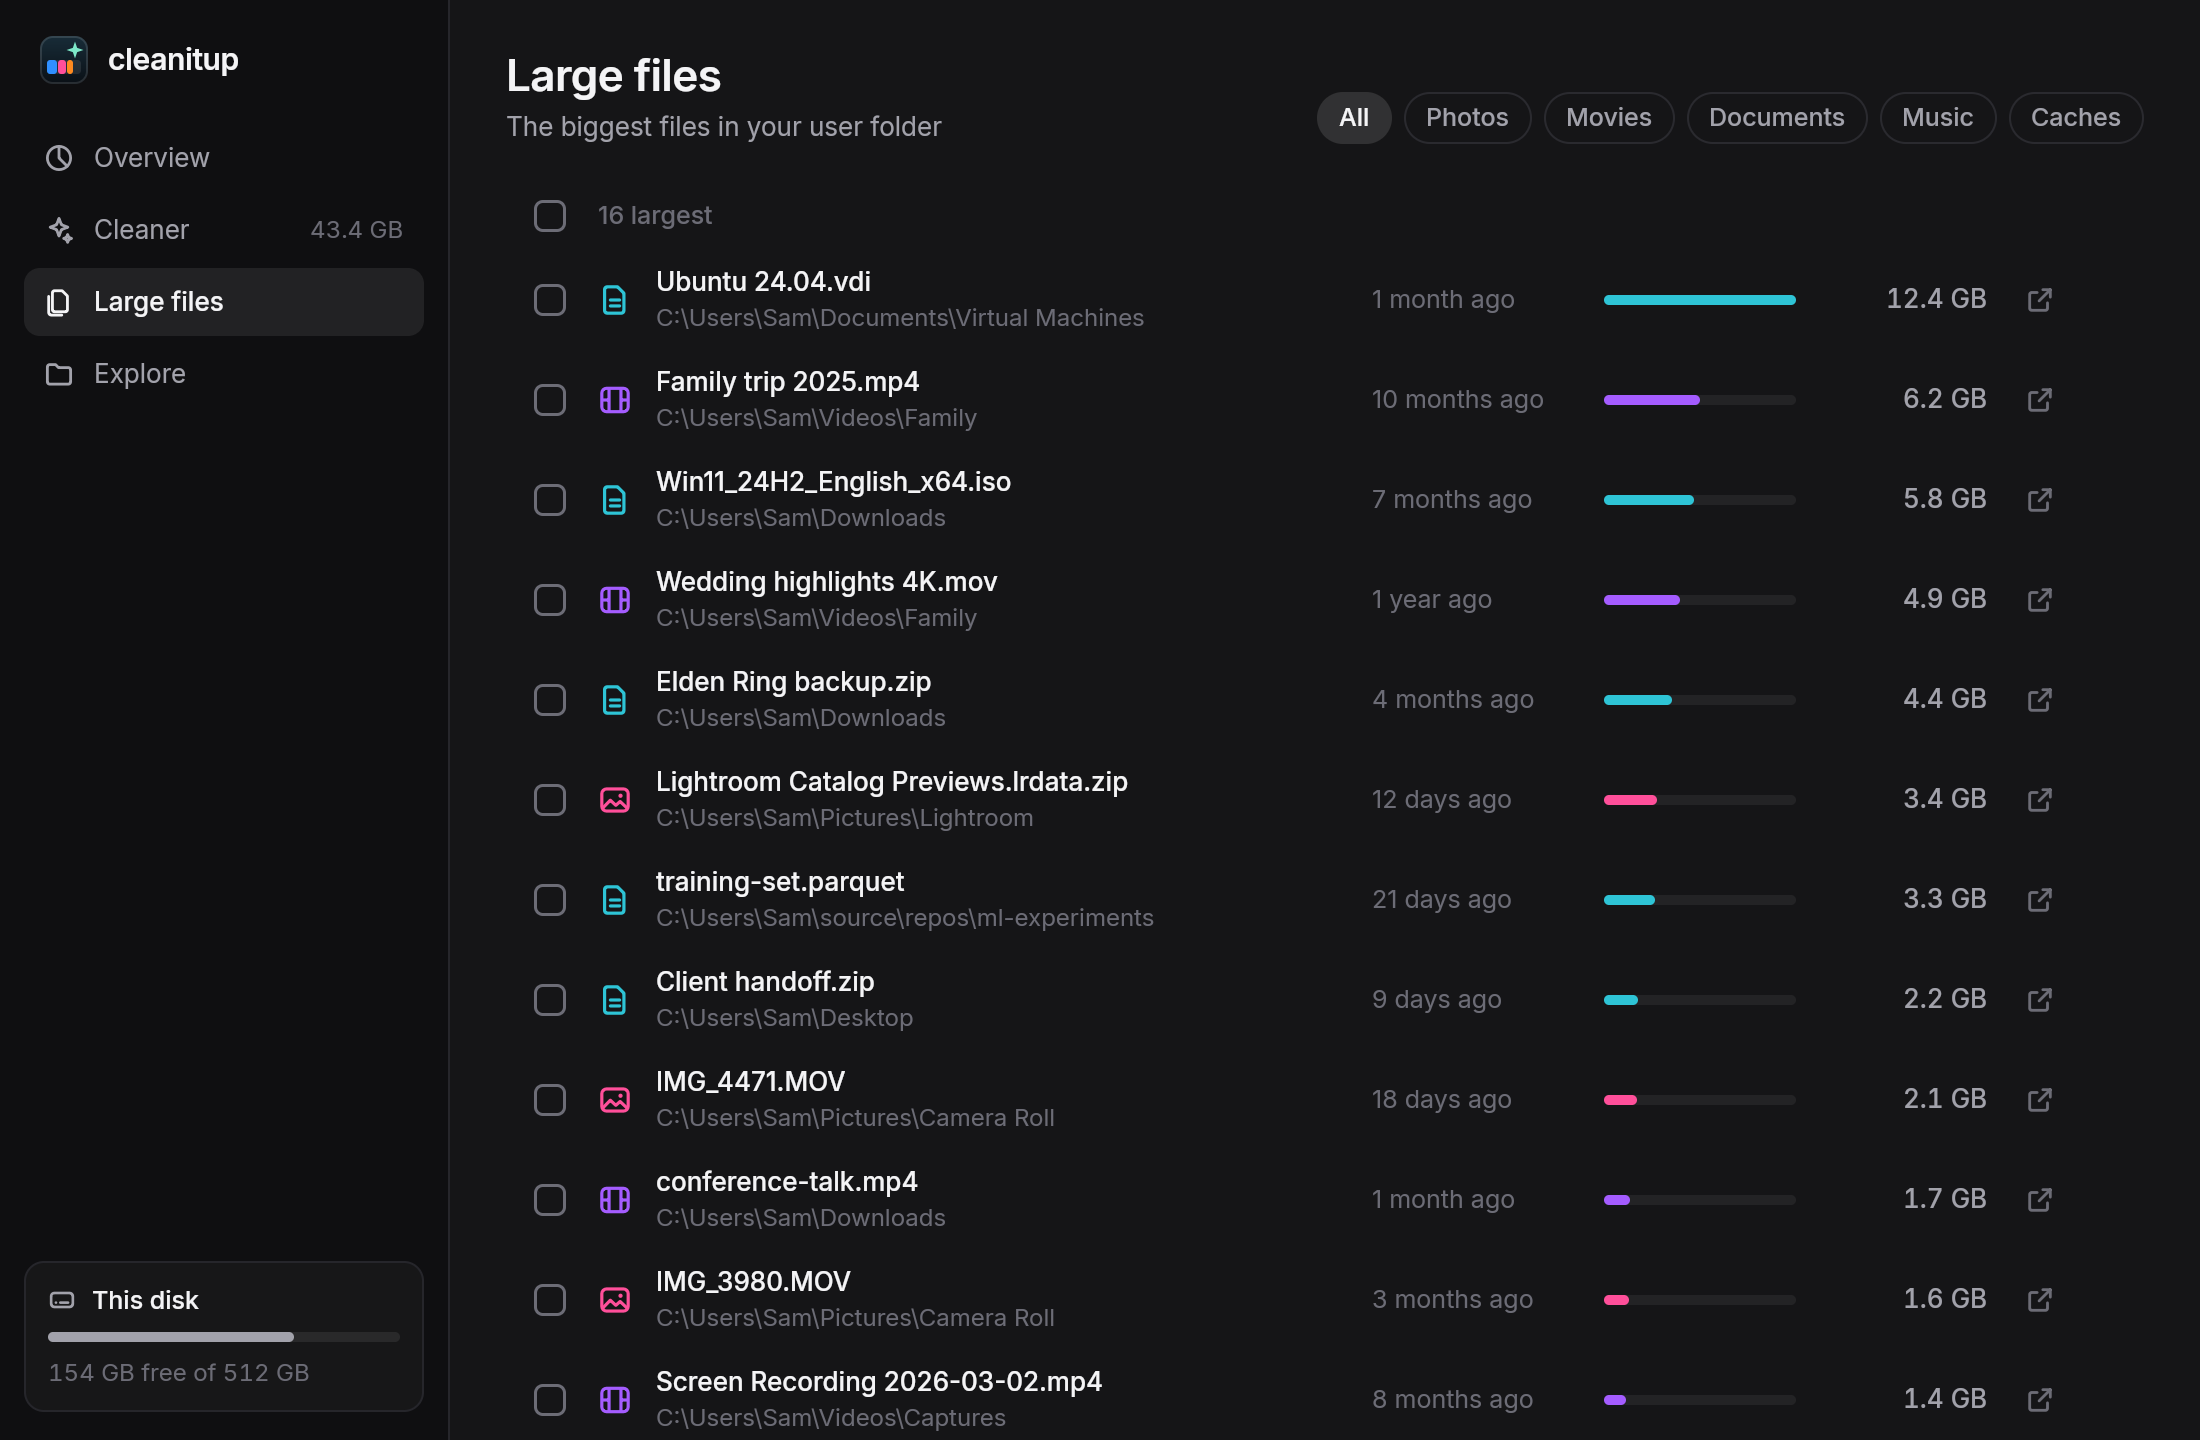 cleanitup
Overview
Cleaner 43.4 GB
Large files
Explore
This disk
154 GB free of 512 GB
Large files
The biggest files in your user folder
All Photos Movies Documents Music Caches
16 largest
Ubuntu 24.04.vdi
C:\Users\Sam\Documents\Virtual Machines
1 month ago 12.4 GB
Family trip 2025.mp4
C:\Users\Sam\Videos\Family
10 months ago 6.2 GB
Win11_24H2_English_x64.iso
C:\Users\Sam\Downloads
7 months ago 5.8 GB
Wedding highlights 4K.mov
C:\Users\Sam\Videos\Family
1 year ago 4.9 GB
Elden Ring backup.zip
C:\Users\Sam\Downloads
4 months ago 4.4 GB
Lightroom Catalog Previews.lrdata.zip
C:\Users\Sam\Pictures\Lightroom
12 days ago 3.4 GB
training-set.parquet
C:\Users\Sam\source\repos\ml-experiments
21 days ago 3.3 GB
Client handoff.zip
C:\Users\Sam\Desktop
9 days ago 2.2 GB
IMG_4471.MOV
C:\Users\Sam\Pictures\Camera Roll
18 days ago 2.1 GB
conference-talk.mp4
C:\Users\Sam\Downloads
1 month ago 1.7 GB
IMG_3980.MOV
C:\Users\Sam\Pictures\Camera Roll
3 months ago 1.6 GB
Screen Recording 2026-03-02.mp4
C:\Users\Sam\Videos\Captures
8 months ago 1.4 GB